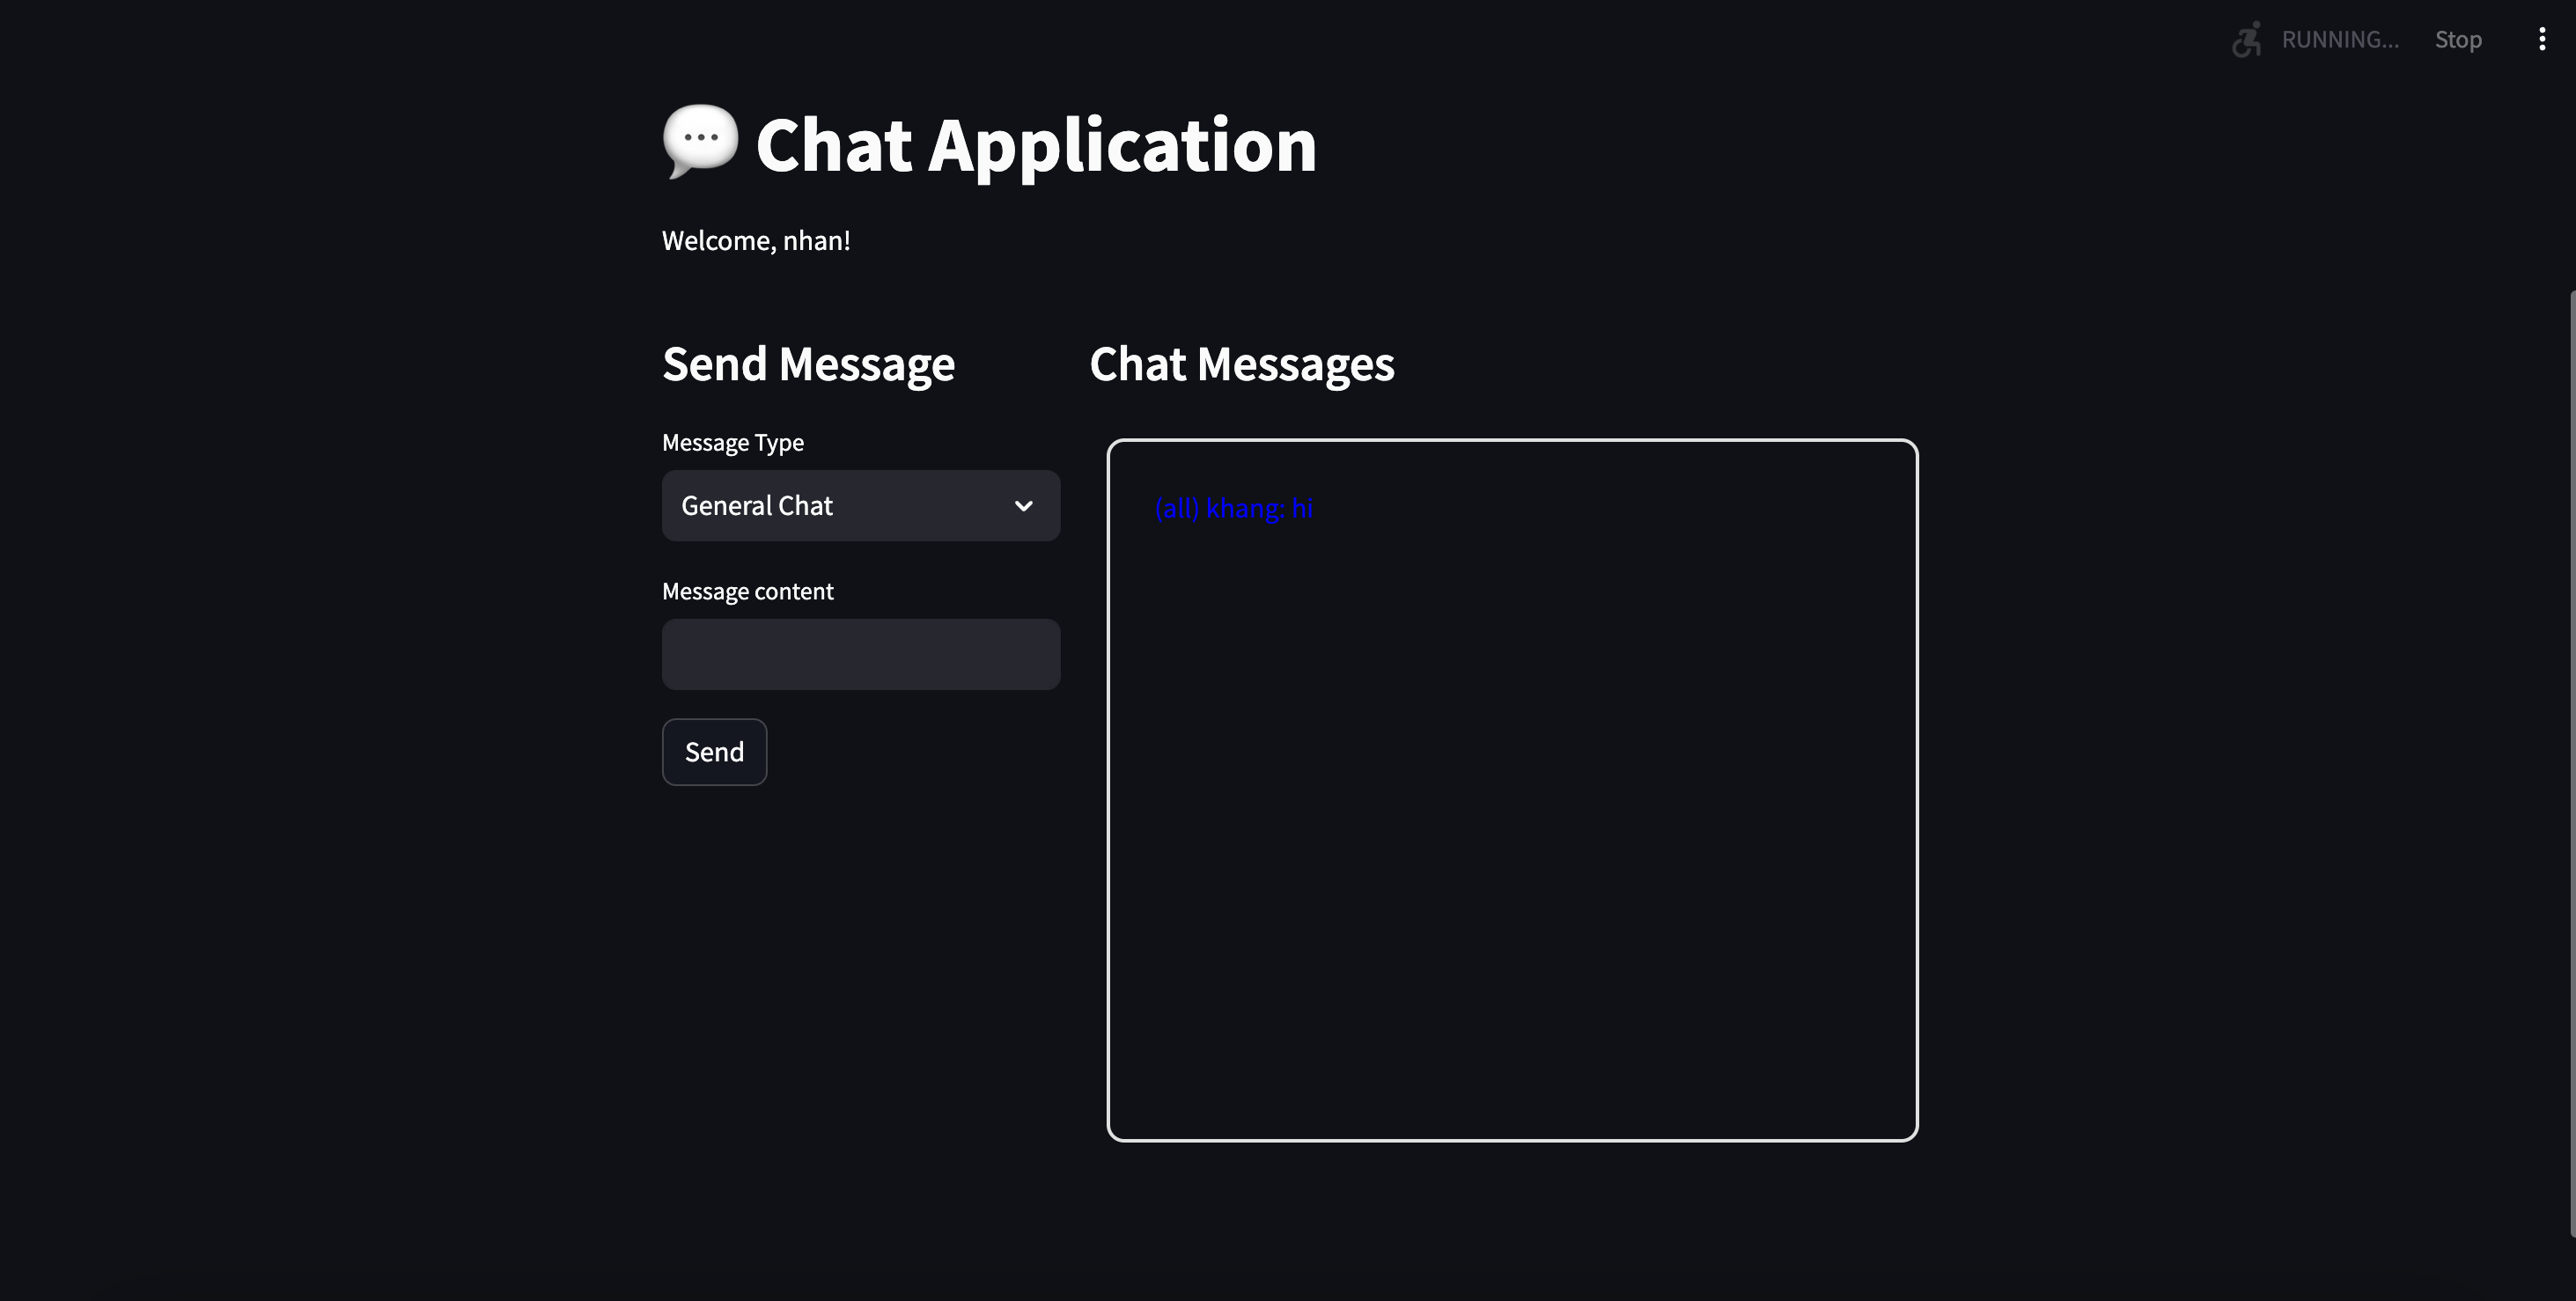 RUNNING...
Stop
Chat Application
Welcome, nhan!
Send Message
Message Type
General Chat
Message content
Send
Chat Messages
(all) khang: hi